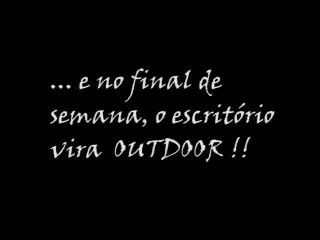 ... e no final de
semana, o escritório
vira OUTDOOR !!